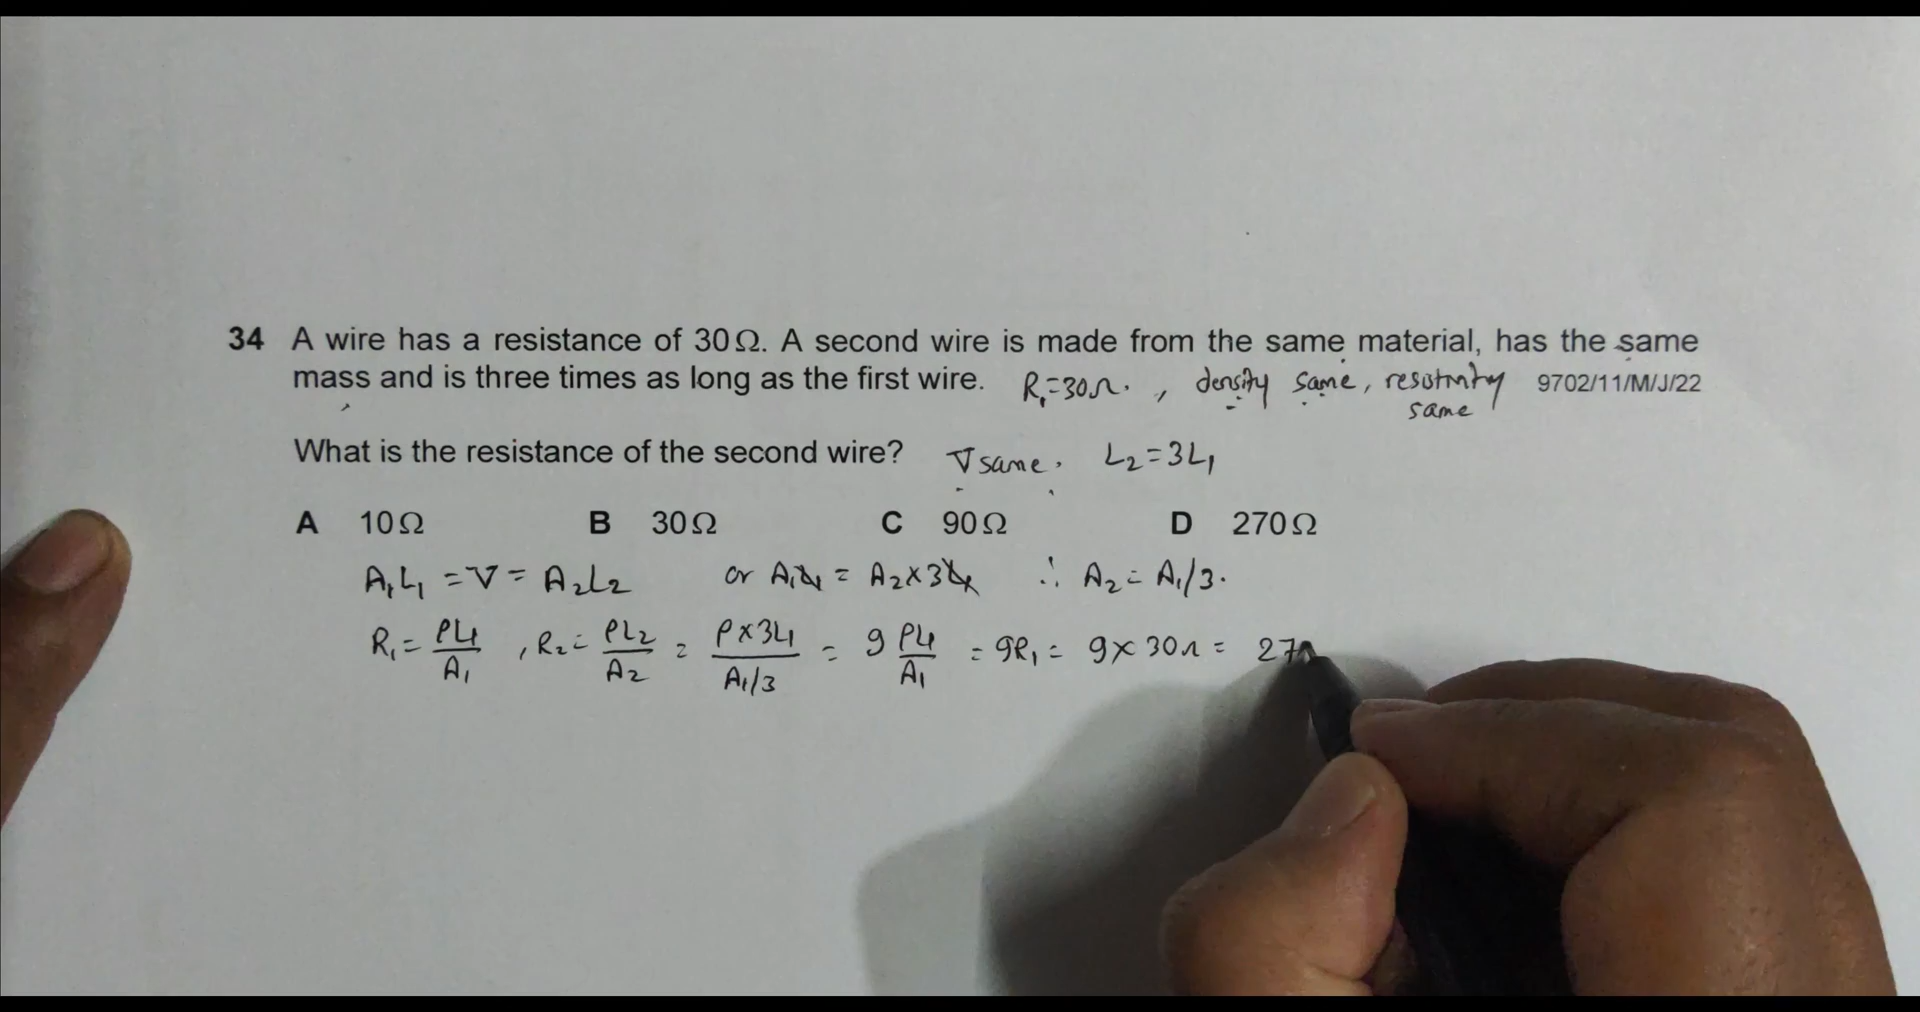 34 A wire has a resistance of 30Ω. A second wire is made from the same material, has the same
mass and is three times as long as the first wire. R₁=30Ω. , density same, resistivity 9702/11/M/J/22
same
What is the resistance of the second wire? V same. L₂=3L₁
A 10Ω B 30Ω C 90Ω D 270Ω
A₁L₁ = V = A₂L₂ or A₁L₁ = A₂×3L₁ ∴ A₂ = A₁/3.
R₁ = ρL₁/A₁ , R₂ = ρL₂/A₂ = ρ×3L₁/A₁/3 = 9 ρL₁/A₁ = 9R₁ = 9×30Ω = 27